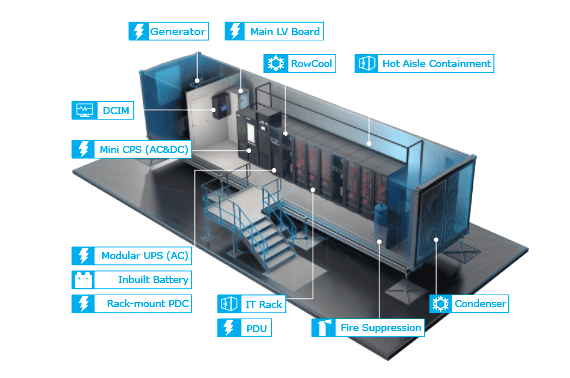 Generator
Main LV Board
RowCool
Hot Aisle Containment
DCIM
Mini CPS (AC&DC)
Modular UPS (AC)
Inbuilt Battery
Rack-mount PDC
IT Rack
PDU
Fire Suppression
Condenser